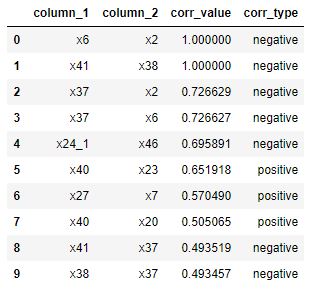 column_1 column_2 corr_value corr_type
0 x6 x2 1.000000 negative
1 x41 x38 1.000000 negative
2 x37 x2 0.726629 negative
3 x37 x6 0.726627 negative
4 x24_1 x46 0.695891 negative
5 x40 x23 0.651918 positive
6 x27 x7 0.570490 positive
7 x40 x20 0.505065 positive
8 x41 x37 0.493519 negative
9 x38 x37 0.493457 negative